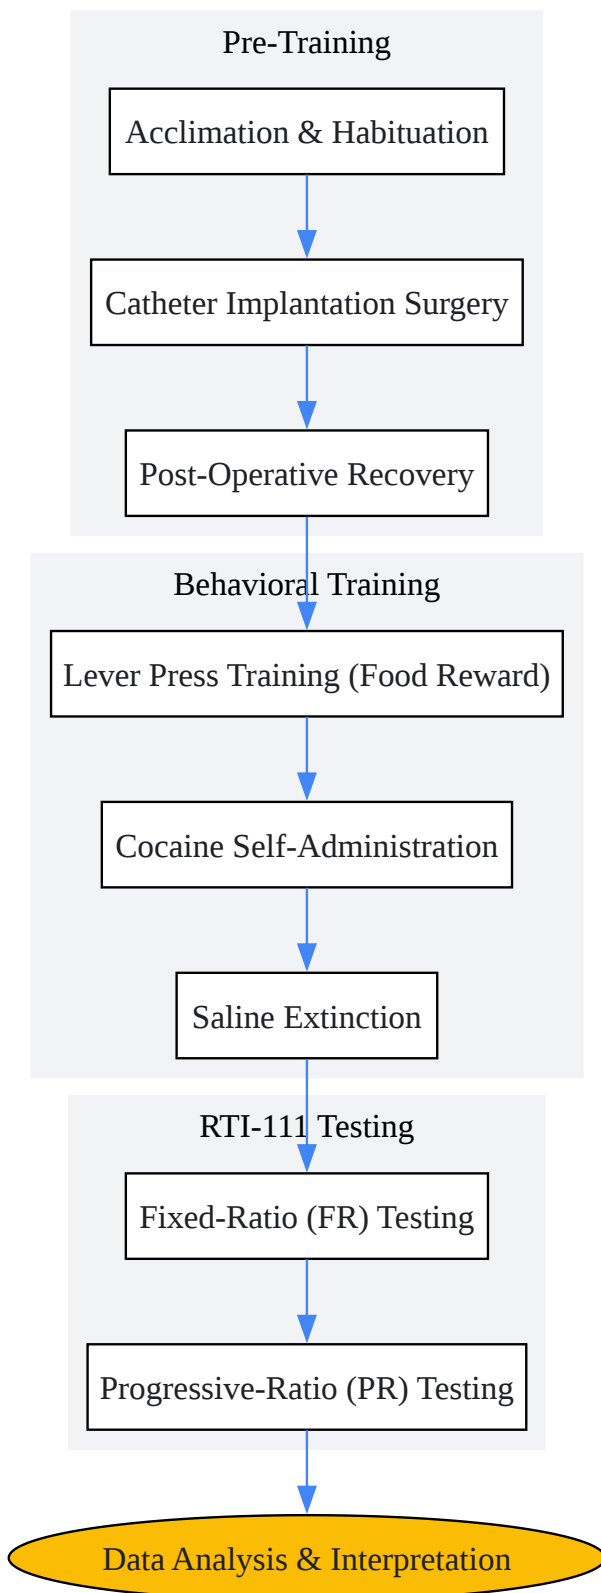 Pre-Training
Acclimation & Habituation
Catheter Implantation Surgery
Post-Operative Recovery
Behavioral Training
Lever Press Training (Food Reward)
Cocaine Self-Administration
Saline Extinction
RTI-111 Testing
Fixed-Ratio (FR) Testing
Progressive-Ratio (PR) Testing
Data Analysis & Interpretation